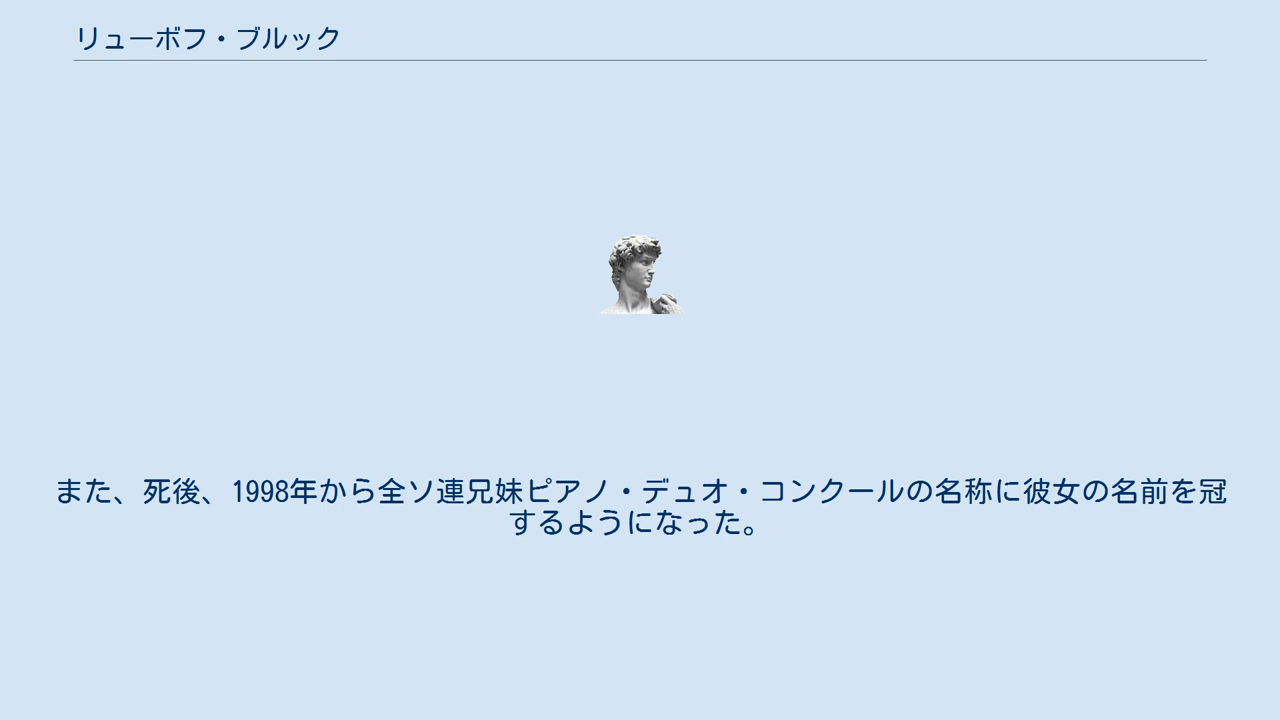 リューボフ・ブルック
また、死後、1998年から全ソ連兄妹ピアノ・デュオ・コンクールの名称に彼女の名前を冠
するようになった。